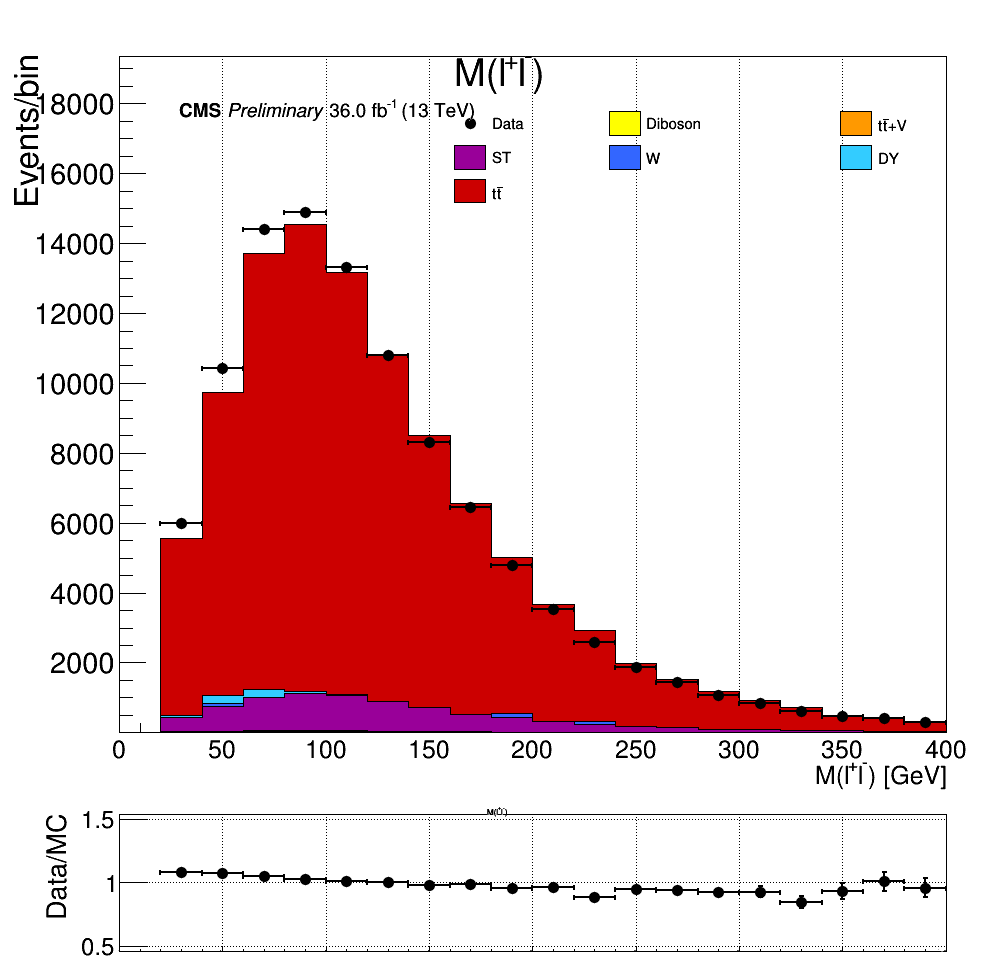 M(l⁺l⁻)
Events/bin
CMS Preliminary 36.0 fb⁻¹ (13 TeV)
Data
Diboson
tt̄+V
ST
W
DY
tt̄
18000
16000
14000
12000
10000
8000
6000
4000
2000
0 50 100 150 200 250 300 350 400
M(l⁺l⁻) [GeV]
M(l⁺l⁻)
Data/MC
1.5
1
0.5